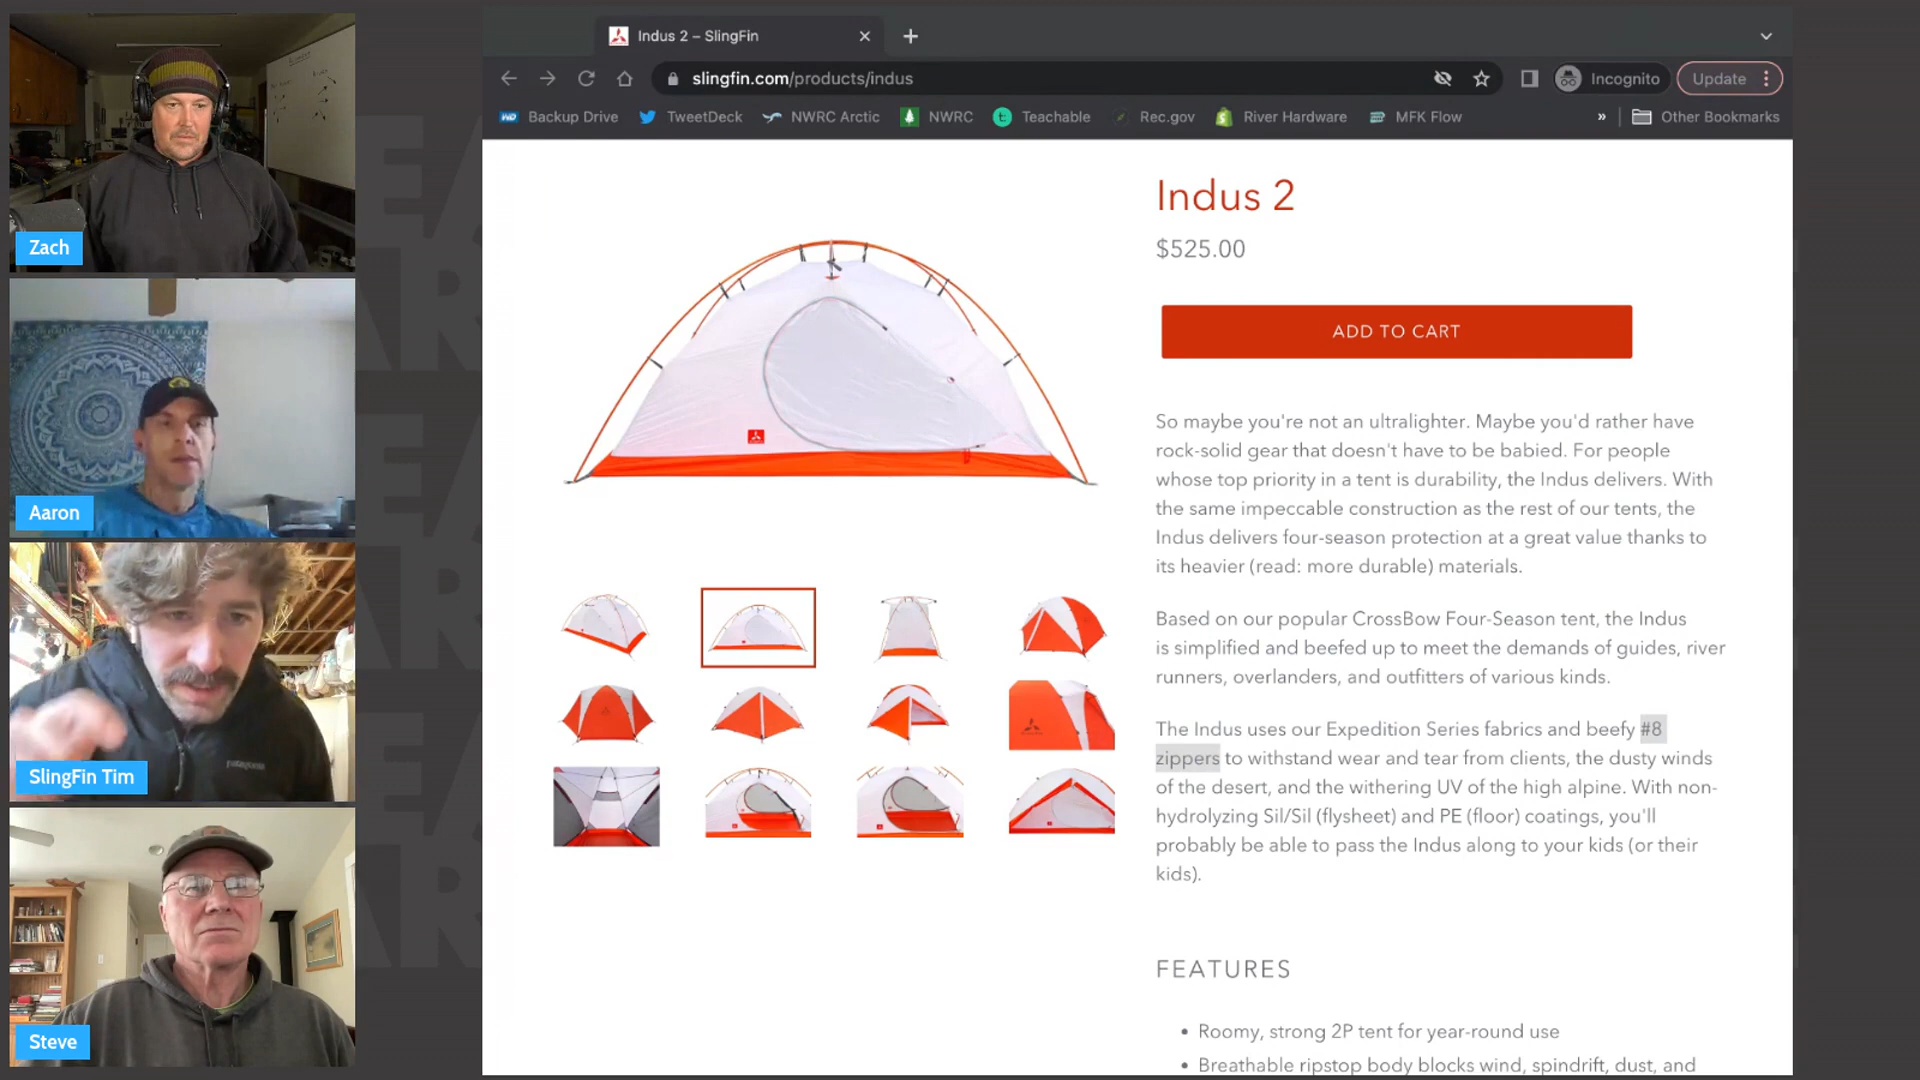 Indus 2 – SlingFin
slingfin.com/products/indus
Incognito
Update
Backup Drive
TweetDeck
NWRC Arctic
NWRC
Teachable
Rec.gov
River Hardware
MFK Flow
»
Other Bookmarks
Zach
Aaron
SlingFin Tim
Steve
Indus 2
$525.00
ADD TO CART
So maybe you're not an ultralighter. Maybe you'd rather have
rock-solid gear that doesn't have to be babied. For people
whose top priority in a tent is durability, the Indus delivers. With
the same impeccable construction as the rest of our tents, the
Indus delivers four-season protection at a great value thanks to
its heavier (read: more durable) materials.
Based on our popular CrossBow Four-Season tent, the Indus
is simplified and beefed up to meet the demands of guides, river
runners, overlanders, and outfitters of various kinds.
The Indus uses our Expedition Series fabrics and beefy #8
zippers to withstand wear and tear from clients, the dusty winds
of the desert, and the withering UV of the high alpine. With non-
hydrolyzing Sil/Sil (flysheet) and PE (floor) coatings, you'll
probably be able to pass the Indus along to your kids (or their
kids).
FEATURES
• Roomy, strong 2P tent for year-round use
• Breathable ripstop body blocks wind, spindrift, dust, and